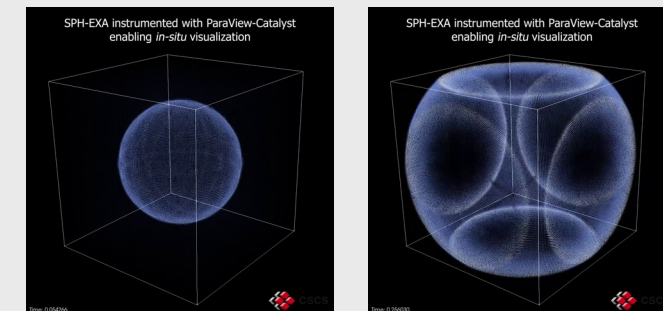 SPH-EXA instrumented with ParaView-Catalyst
enabling in-situ visualization
Time: 0.054266
CSCS
SPH-EXA instrumented with ParaView-Catalyst
enabling in-situ visualization
Time: 0.256030
CSCS